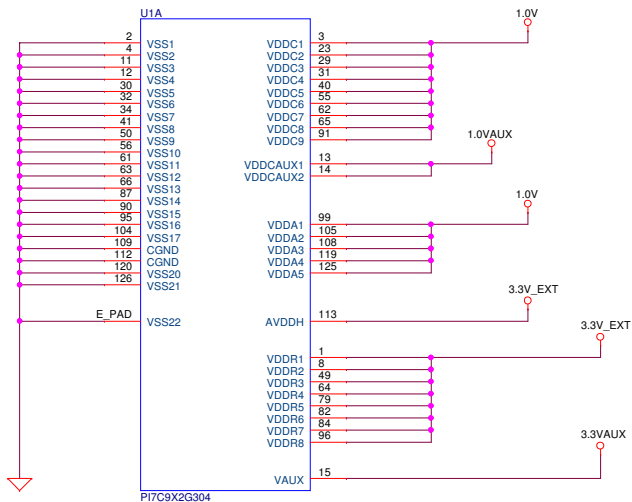 U1A
1.0V
2 VSS1 VDDC1 3
4 VSS2 VDDC2 23
11 VSS3 VDDC3 29
12 VSS4 VDDC4 31
30 VSS5 VDDC5 40
32 VSS6 VDDC6 55
34 VSS7 VDDC7 62
41 VSS8 VDDC8 65
50 VSS9 VDDC9 91
56 VSS10
1.0VAUX
61 VSS11 VDDCAUX1 13
63 VSS12 VDDCAUX2 14
66 VSS13
87 VSS14
1.0V
90 VSS15
95 VSS16 VDDA1 99
104 VSS17 VDDA2 105
109 CGND VDDA3 108
112 CGND VDDA4 119
120 VSS20 VDDA5 125
126 VSS21
3.3V_EXT
E_PAD VSS22 AVDDH 113
3.3V_EXT
VDDR1 1
VDDR2 8
VDDR3 49
VDDR4 64
VDDR5 79
VDDR6 82
VDDR7 84
VDDR8 96
3.3VAUX
VAUX 15
PI7C9X2G304